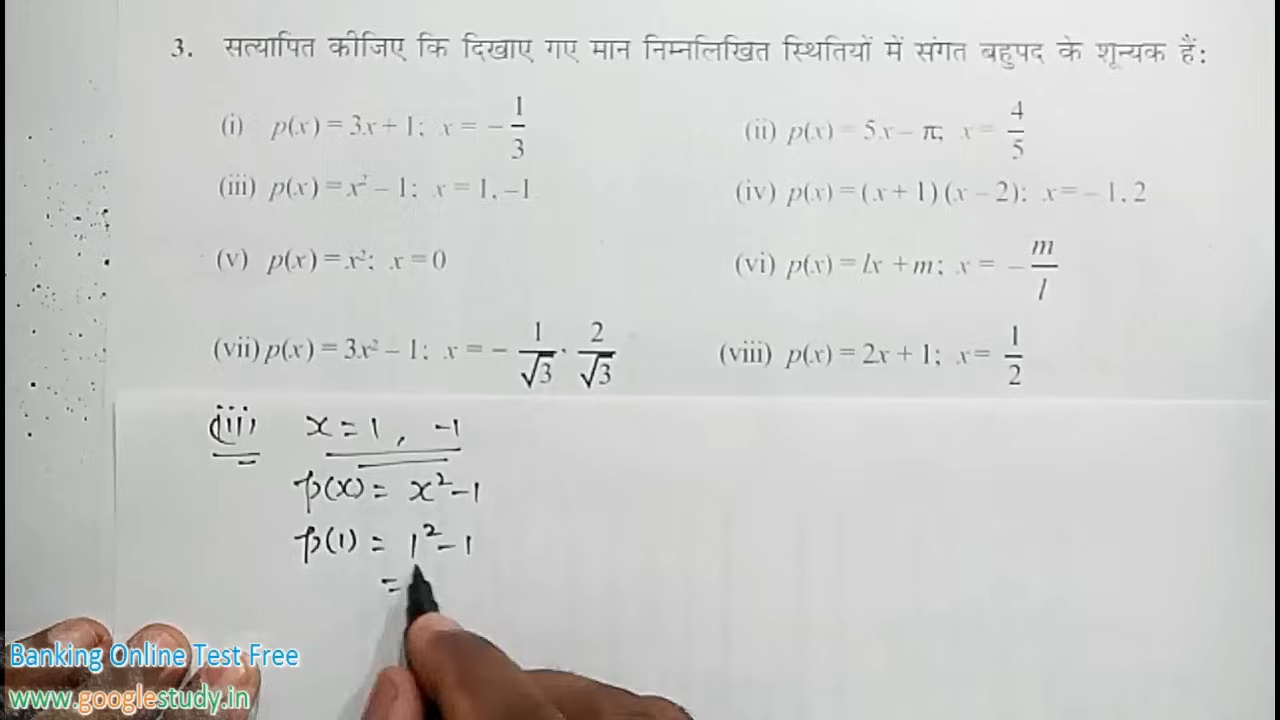 3. सत्यापित कीजिए कि दिखाए गए मान निम्नलिखित स्थितियों में संगत बहुपद के शून्यक हैं:
(i) p(x) = 3x + 1; x = -1/3
(ii) p(x) = 5x – π; x = 4/5
(iii) p(x) = x² – 1; x = 1, –1
(iv) p(x) = (x + 1) (x – 2); x = – 1, 2
(v) p(x) = x²; x = 0
(vi) p(x) = lx + m; x = – m/l
(vii) p(x) = 3x² – 1; x = – 1/√3, 2/√3
(viii) p(x) = 2x + 1; x = 1/2
(iii) x = 1, -1
p(x) = x² - 1
p(1) = 1² - 1
=
Banking Online Test Free
www.googlestudy.in